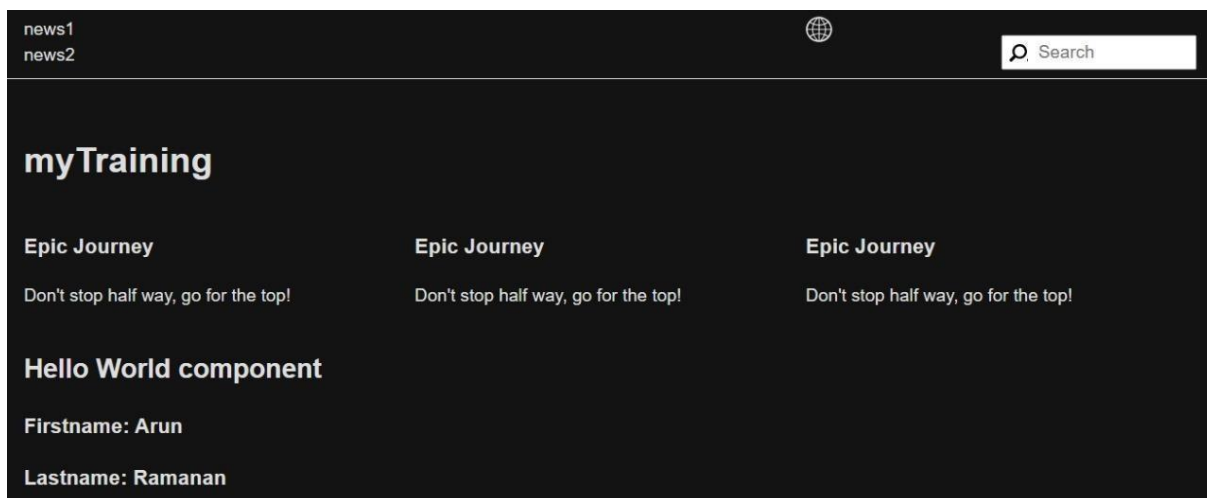 news1
news2
Search
myTraining
Epic Journey
Epic Journey
Epic Journey
Don't stop half way, go for the top!
Don't stop half way, go for the top!
Don't stop half way, go for the top!
Hello World component
Firstname: Arun
Lastname: Ramanan